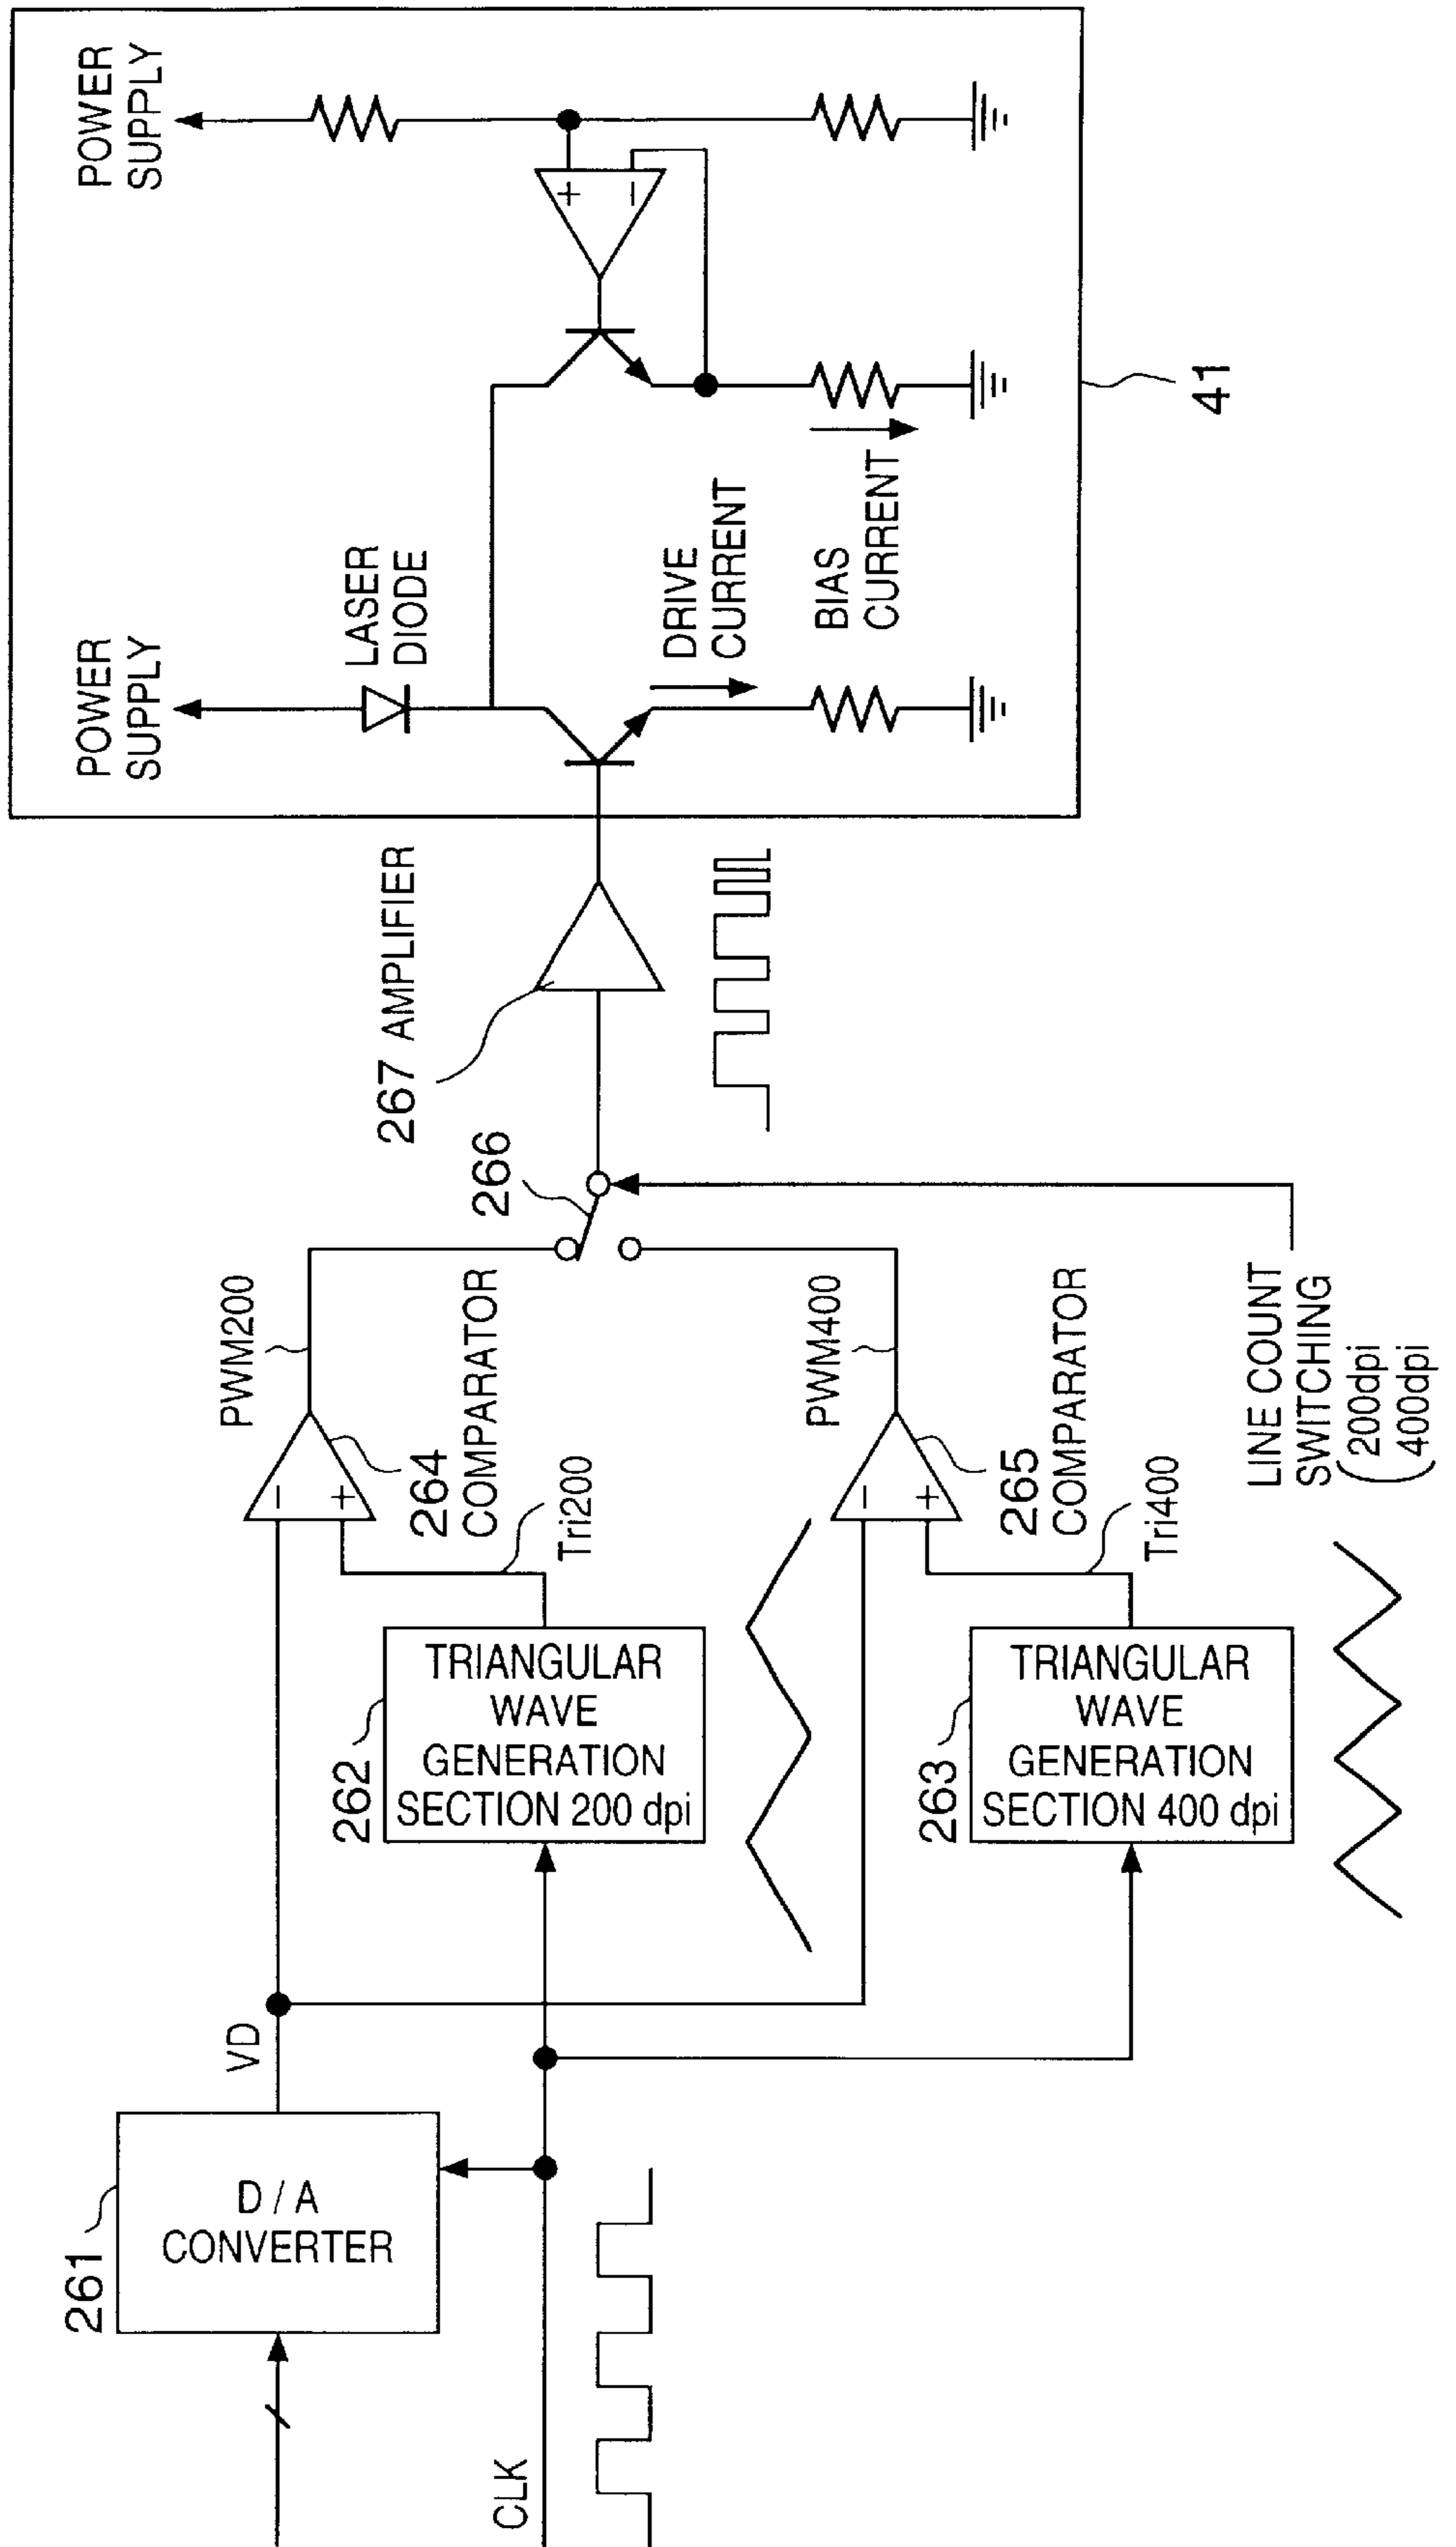 261
D / A
CONVERTER
VD
CLK
262
TRIANGULAR
WAVE
GENERATION
SECTION 200 dpi
Tri200
264
COMPARATOR
PWM200
263
TRIANGULAR
WAVE
GENERATION
SECTION 400 dpi
Tri400
265
COMPARATOR
PWM400
LINE COUNT
SWITCHING
(200dpi
400dpi)
266
267 AMPLIFIER
POWER
SUPPLY
LASER
DIODE
DRIVE
CURRENT
BIAS
CURRENT
POWER
SUPPLY
41
-
+
-
+
+
-